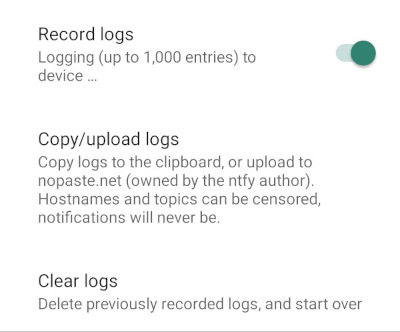 Record logs
Logging (up to 1,000 entries) to
device ...
Copy/upload logs
Copy logs to the clipboard, or upload to
nopaste.net (owned by the ntfy author).
Hostnames and topics can be censored,
notifications will never be.
Clear logs
Delete previously recorded logs, and start over